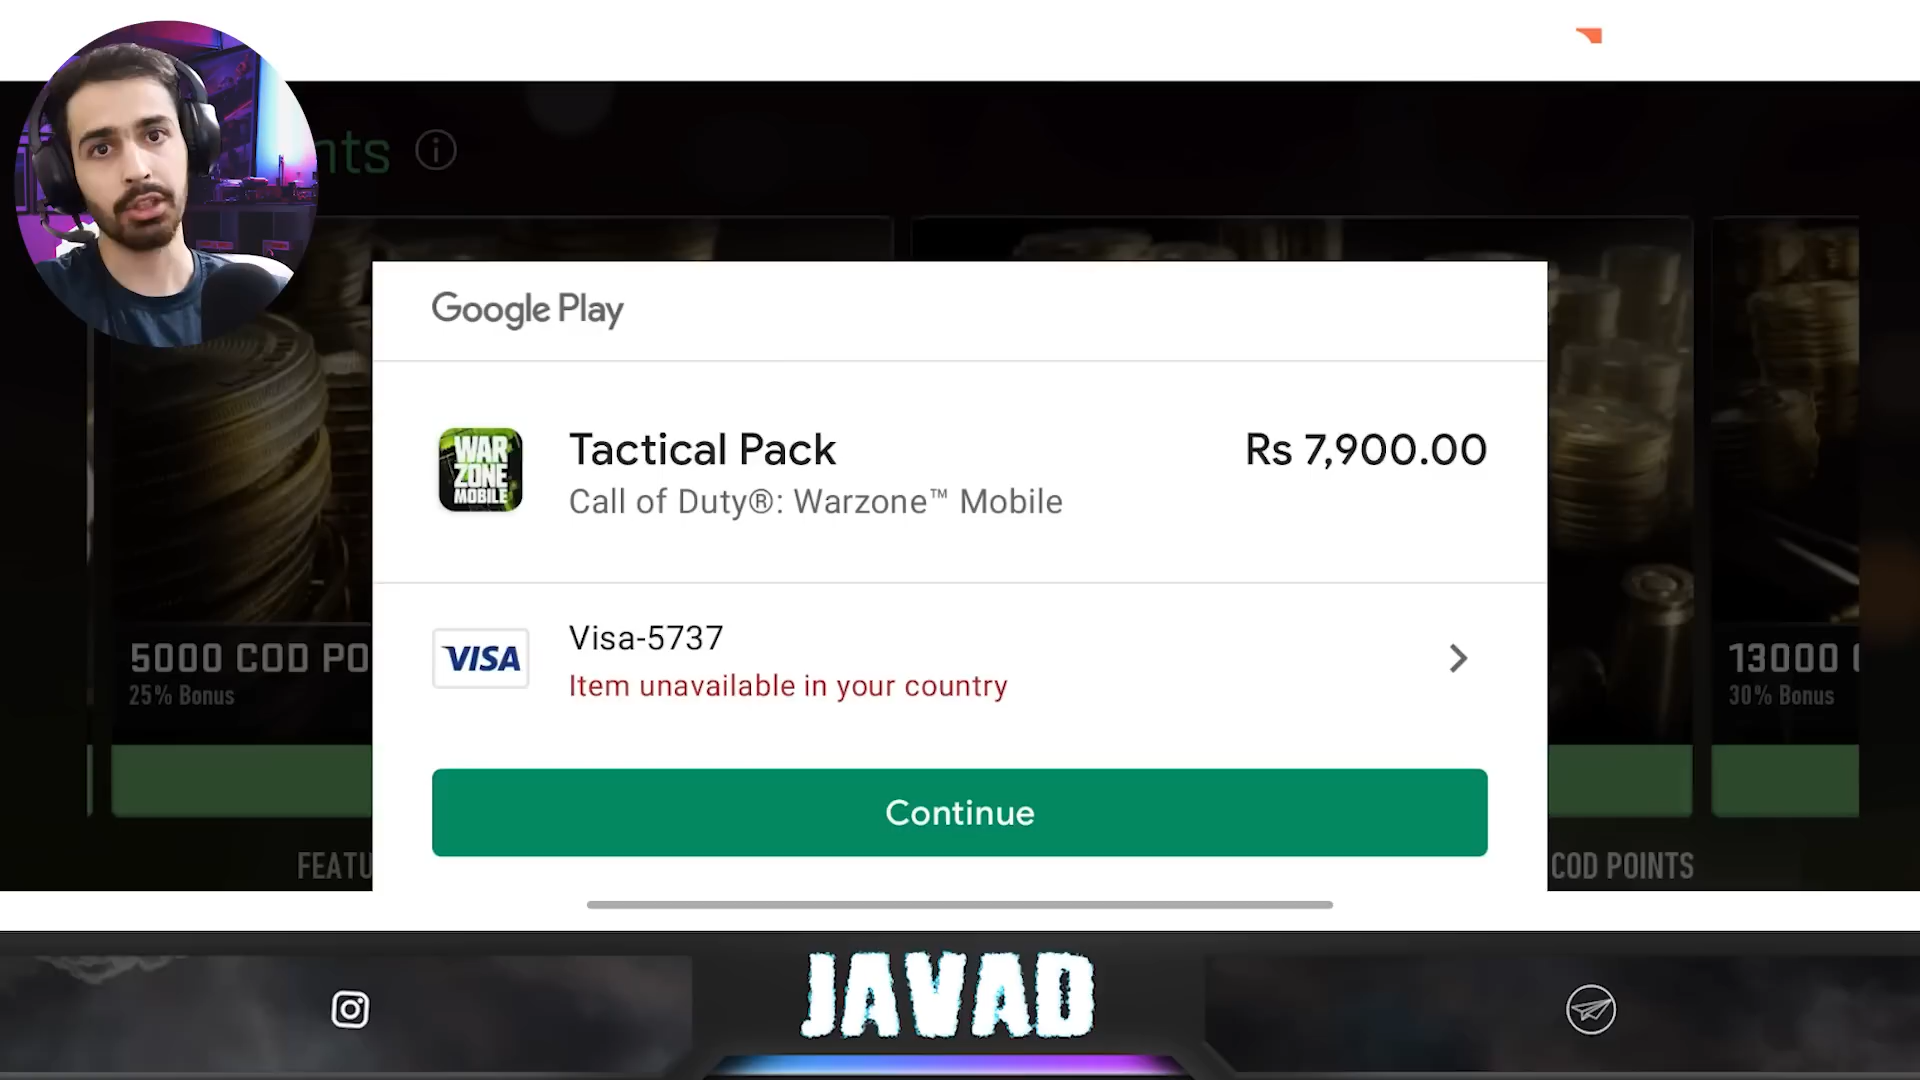 nts
Google Play
WAR
ZONE
MOBILE
Tactical Pack
Rs 7,900.00
Call of Duty®: Warzone™ Mobile
VISA
Visa-5737
Item unavailable in your country
5000 COD PO
25% Bonus
13000
30% Bonus
Continue
FEATU
COD POINTS
JAVAD